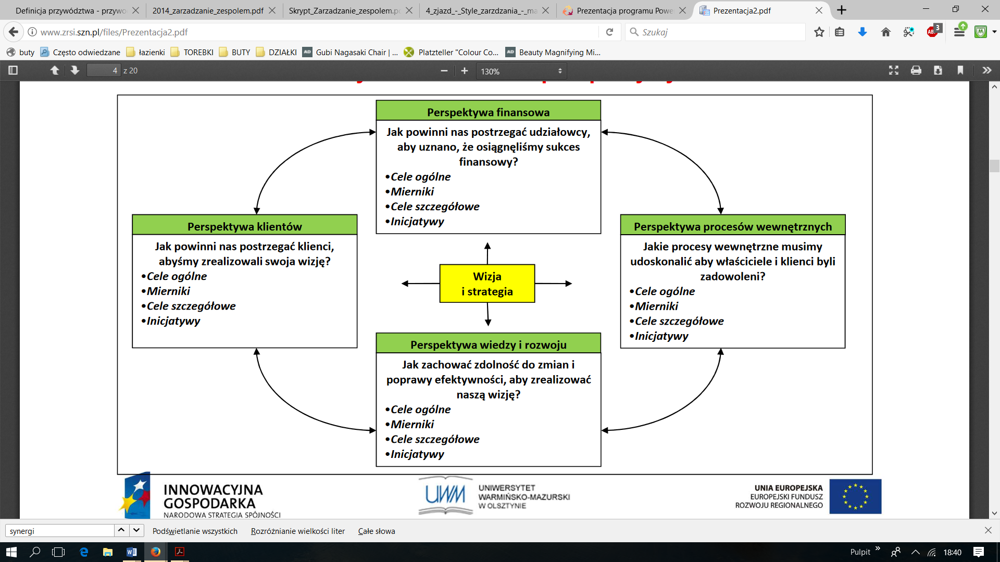 Definicja przywództwa - przywo
2014_zarzadzanie_zespolem.pdf
Skrypt_Zarzadzanie_zespolem.p
4_zjazd_-_Style_zarzdzania_-_ma
Prezentacja programu Powe
Prezentacja2.pdf
www.zrsi.szn.pl/files/Prezentacja2.pdf
Szukaj
ABP
3
buty
Często odwiedzane
łazienki
TOREBKI
BUTY
DZIAŁKI
AD
Gubi Nagasaki Chair | ...
Platzteller "Colour Co...
AD
Beauty Magnifying Mi...
4
z 20
130%
Perspektywa finansowa
Jak powinni nas postrzegać udziałowcy,
aby uznano, że osiągnęliśmy sukces
finansowy?
•Cele ogólne
•Mierniki
•Cele szczegółowe
•Inicjatywy
Perspektywa klientów
Jak powinni nas postrzegać klienci,
abyśmy zrealizowali swoja wizję?
•Cele ogólne
•Mierniki
•Cele szczegółowe
•Inicjatywy
Wizja
i strategia
Perspektywa procesów wewnętrznych
Jakie procesy wewnętrzne musimy
udoskonalić aby właściciele i klienci byli
zadowoleni?
•Cele ogólne
•Mierniki
•Cele szczegółowe
•Inicjatywy
Perspektywa wiedzy i rozwoju
Jak zachować zdolność do zmian i
poprawy efektywności, aby zrealizować
naszą wizję?
•Cele ogólne
•Mierniki
•Cele szczegółowe
•Inicjatywy
INNOWACYJNA
GOSPODARKA
NARODOWA STRATEGIA SPÓJNOŚCI
UWM
UNIWERSYTET
WARMIŃSKO-MAZURSKI
W OLSZTYNIE
UNIA EUROPEJSKA
EUROPEJSKI FUNDUSZ
ROZWOJU REGIONALNEGO
synergi
Podświetlanie wszystkich
Rozróżnianie wielkości liter
Całe słowa
Pulpit
18:40